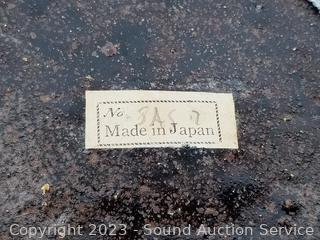 No.
Made in Japan
Copyright 2023 - Sound Auction Service